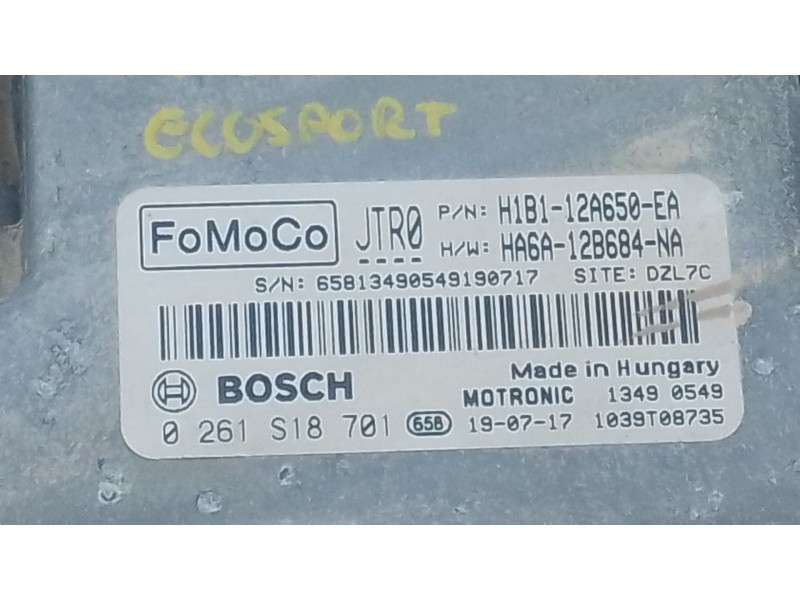 ECOSPORT
FoMoCo JTR0 P/N: H1B1-12A650-EA
H/W: HA6A-12B684-NA
S/N: 65813490549190717 SITE: DZL7C
Made in Hungary
BOSCH MOTRONIC 1349 0549
0 261 S18 701 658 19-07-17 1039T08735